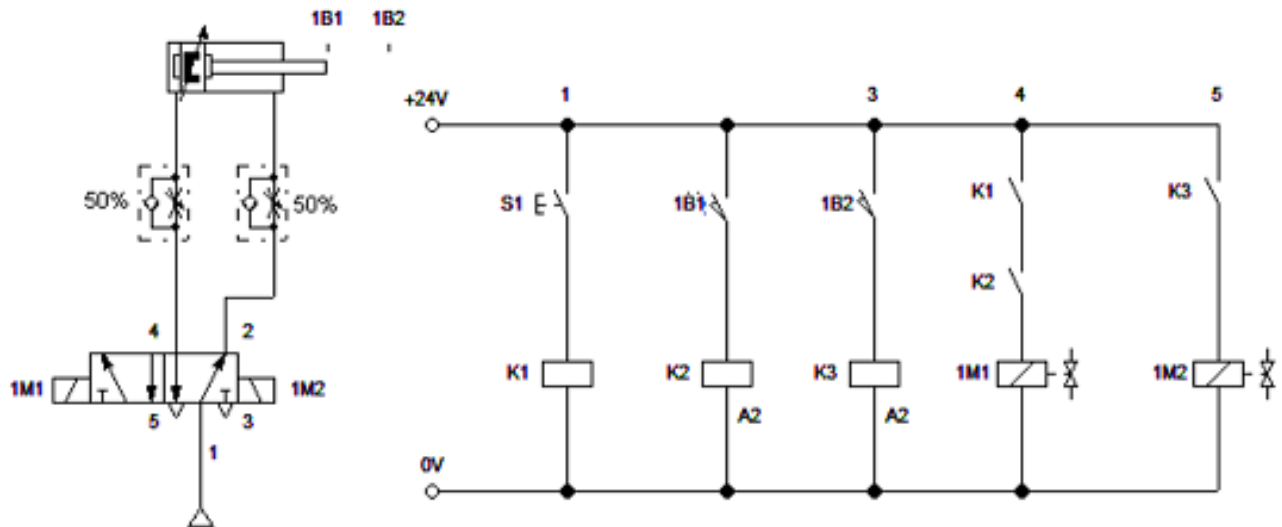 1B1 1B2
50% 50%
4 2
1M1 1M2
5 3
1
1 3 4 5
+24V
S1 1B1 1B2 K1 K3
K2
K1 K2 K3 1M1 1M2
A2 A2
0V